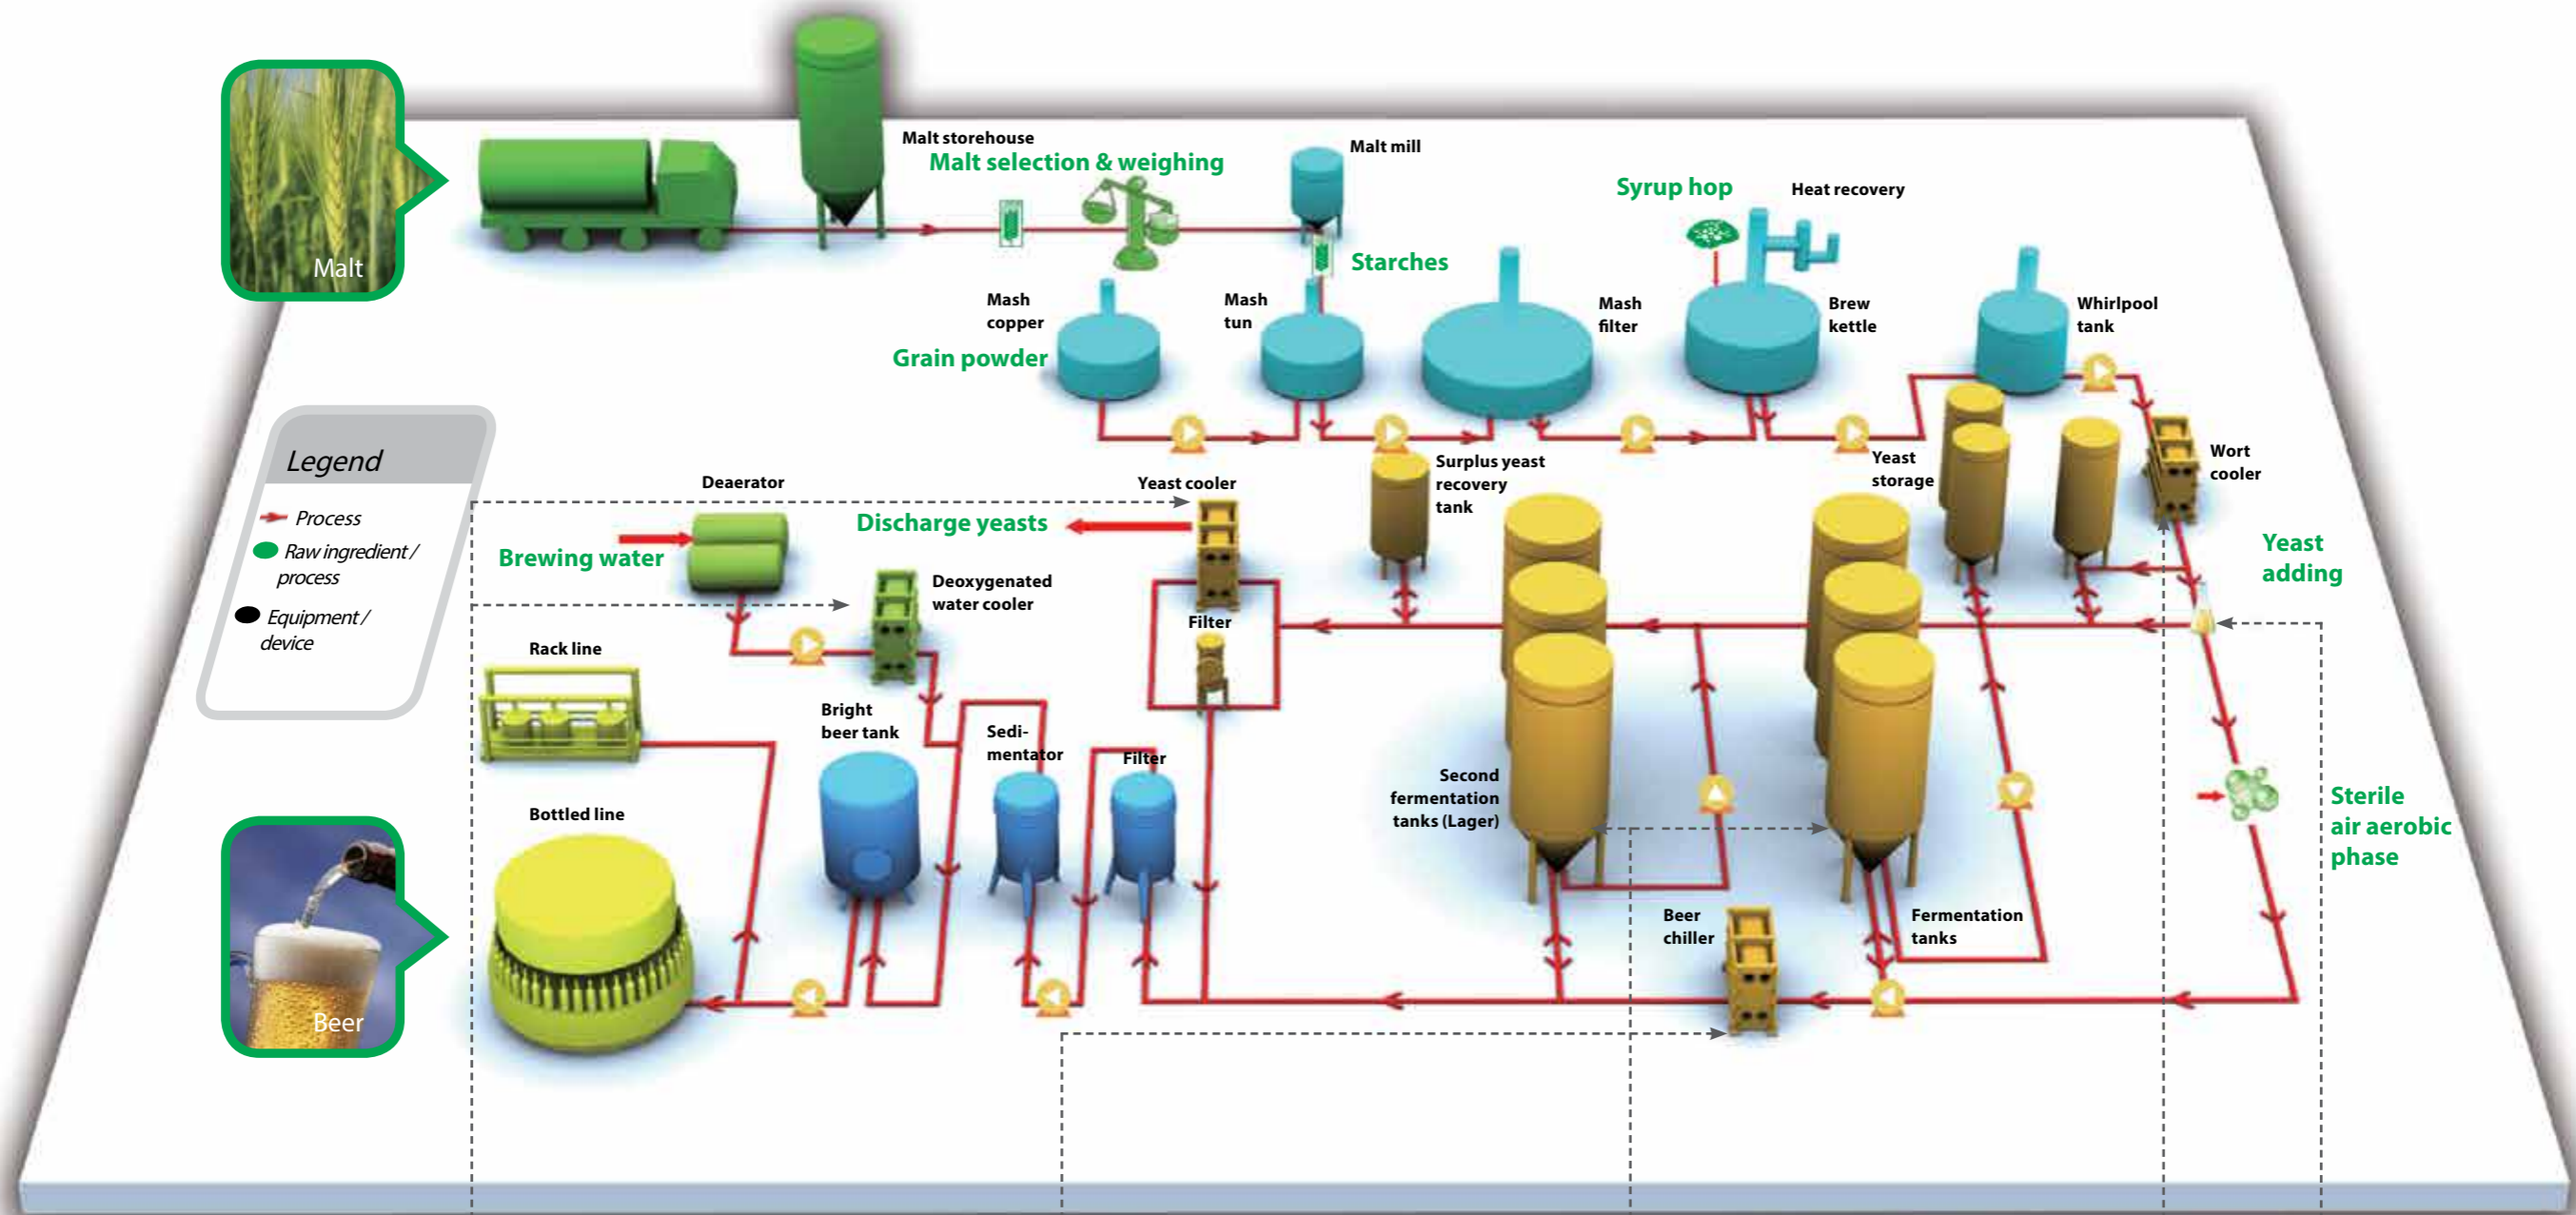 Malt
Malt storehouse
Malt selection & weighing
Malt mill
Starches
Syrup hop
Heat recovery
Mash
copper
Grain powder
Mash
tun
Mash
filter
Brew
kettle
Whirlpool
tank
Legend
Process
Raw ingredient /
process
Equipment /
device
Deaerator
Brewing water
Discharge yeasts
Yeast cooler
Surplus yeast
recovery
tank
Yeast
storage
Wort
cooler
Yeast
adding
Deoxygenated
water cooler
Filter
Rack line
Bright
beer tank
Sedi-
mentator
Filter
Second
fermentation
tanks (Lager)
Sterile
air aerobic
phase
Bottled line
Beer
chiller
Fermentation
tanks
Beer